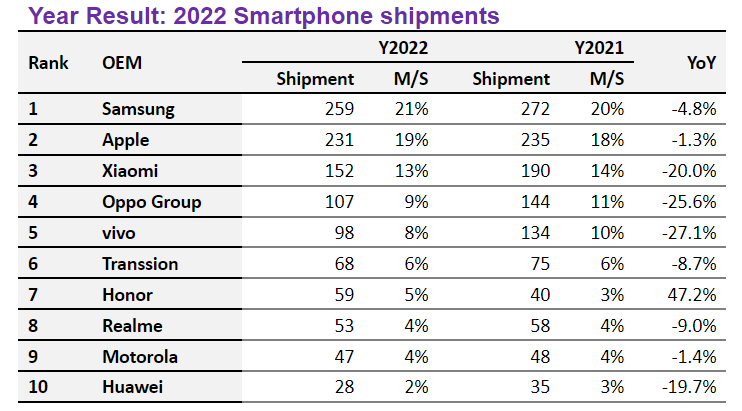 Year Result: 2022 Smartphone shipments
Rank OEM Y2022 Y2021 YoY
Shipment M/S Shipment M/S
1 Samsung 259 21% 272 20% -4.8%
2 Apple 231 19% 235 18% -1.3%
3 Xiaomi 152 13% 190 14% -20.0%
4 Oppo Group 107 9% 144 11% -25.6%
5 vivo 98 8% 134 10% -27.1%
6 Transsion 68 6% 75 6% -8.7%
7 Honor 59 5% 40 3% 47.2%
8 Realme 53 4% 58 4% -9.0%
9 Motorola 47 4% 48 4% -1.4%
10 Huawei 28 2% 35 3% -19.7%